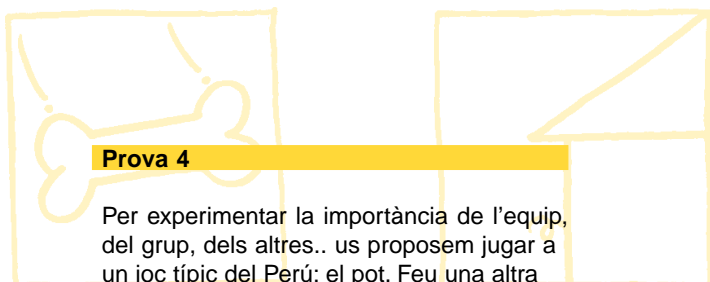 Prova 4
Per experimentar la importància de l'equip,
del grup, dels altres.. us proposem jugar a
un joc típic del Perú: el pot. Feu una altra